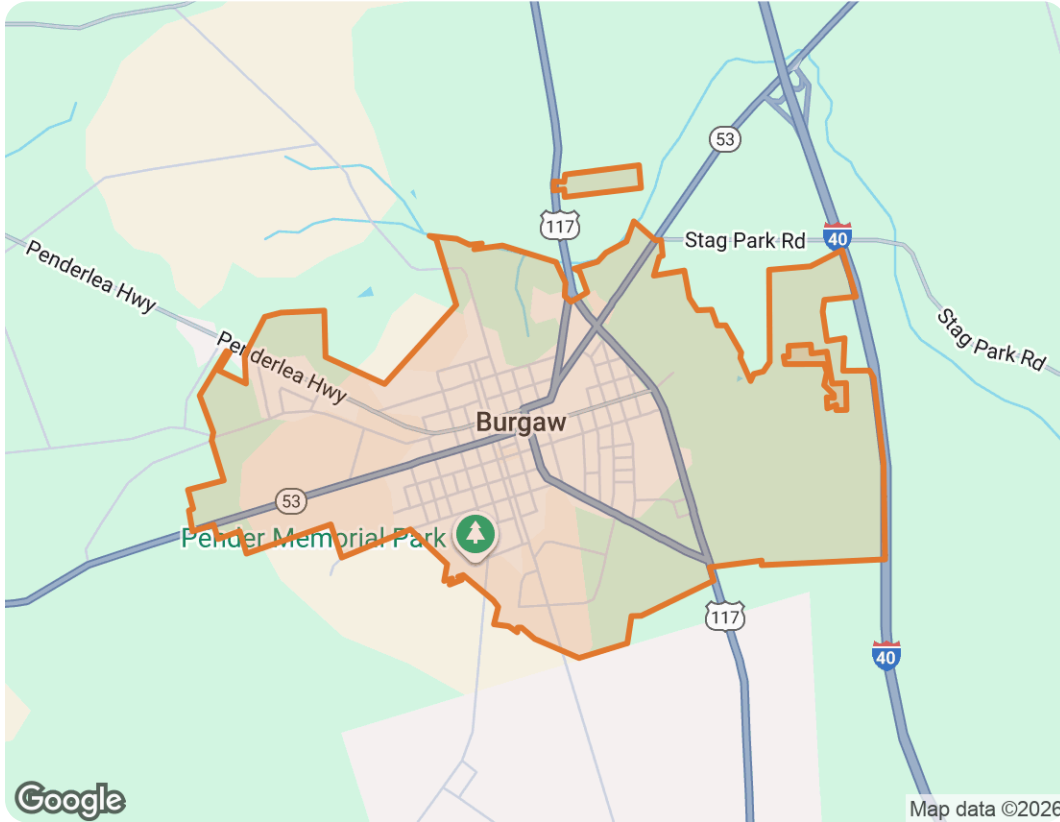 53
117
Stag Park Rd
40
Penderlea Hwy
Stag Park Rd
Penderlea Hwy
Burgaw
53
Pender Memorial Park
117
40
Google
Map data ©2026